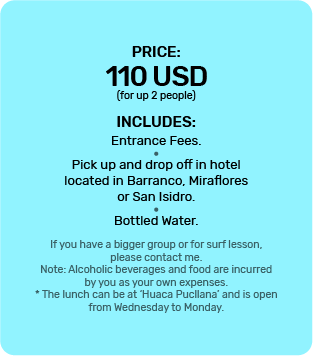 PRICE:
110 USD
(for up 2 people)
INCLUDES:
Entrance Fees.
•
Pick up and drop off in hotel
located in Barranco, Miraflores
or San Isidro.
•
Bottled Water.
If you have a bigger group or for surf lesson,
please contact me.
Note: Alcoholic beverages and food are incurred
by you as your own expenses.
* The lunch can be at 'Huaca Pucllana' and is open
from Wednesday to Monday.